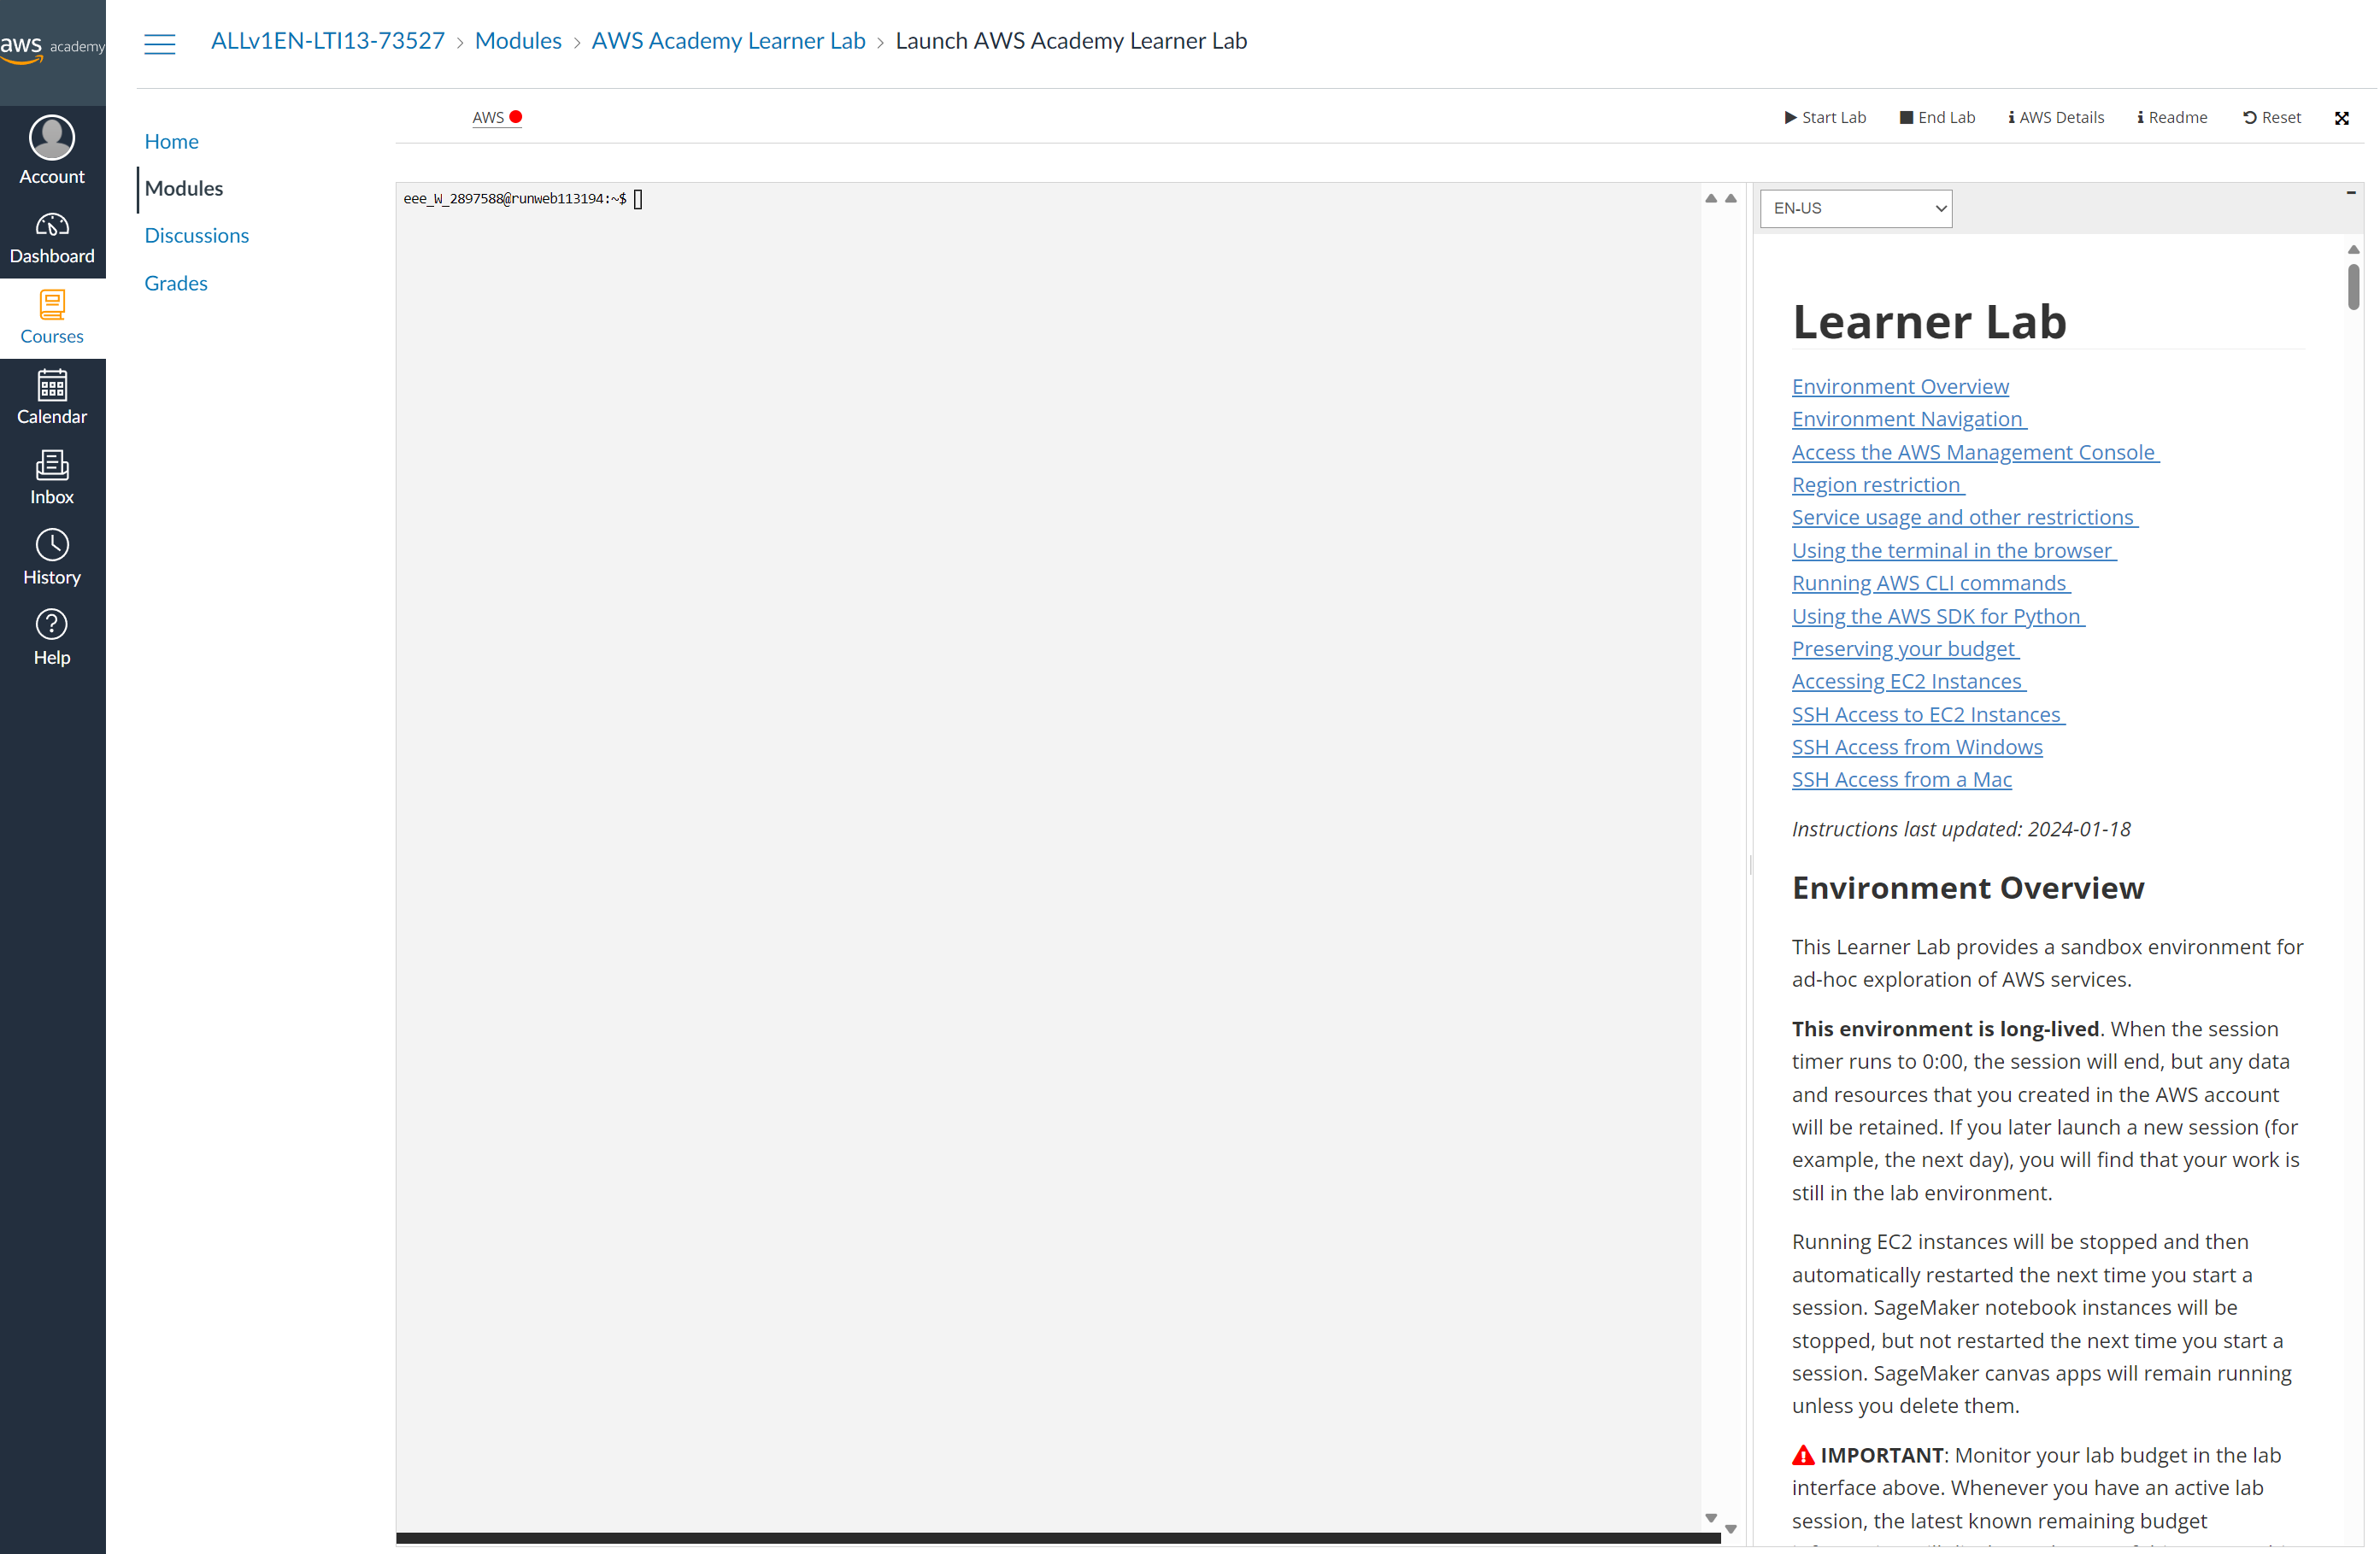 aws academy
ALLv1EN-LTI13-73527 > Modules > AWS Academy Learner Lab > Launch AWS Academy Learner Lab
Account
Dashboard
Courses
Calendar
Inbox
History
Help
Home
Modules
Discussions
Grades
AWS
Start Lab
End Lab
AWS Details
Readme
Reset
eee_W_2897588@runweb113194:~$
EN-US
Learner Lab
Environment Overview
Environment Navigation
Access the AWS Management Console
Region restriction
Service usage and other restrictions
Using the terminal in the browser
Running AWS CLI commands
Using the AWS SDK for Python
Preserving your budget
Accessing EC2 Instances
SSH Access to EC2 Instances
SSH Access from Windows
SSH Access from a Mac
Instructions last updated: 2024-01-18
Environment Overview
This Learner Lab provides a sandbox environment for
ad-hoc exploration of AWS services.
This environment is long-lived. When the session
timer runs to 0:00, the session will end, but any data
and resources that you created in the AWS account
will be retained. If you later launch a new session (for
example, the next day), you will find that your work is
still in the lab environment.
Running EC2 instances will be stopped and then
automatically restarted the next time you start a
session. SageMaker notebook instances will be
stopped, but not restarted the next time you start a
session. SageMaker canvas apps will remain running
unless you delete them.
IMPORTANT: Monitor your lab budget in the lab
interface above. Whenever you have an active lab
session, the latest known remaining budget